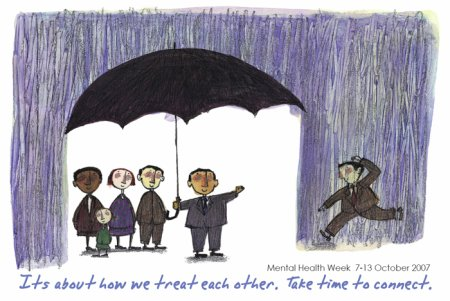 Mental Health Week 7-13 October 2007
Its about how we treat each other. Take time to connect.